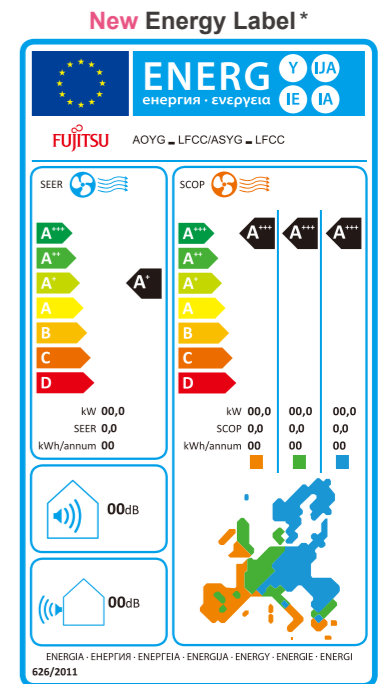 New Energy Label*
ENERG Y IJA
енергия · ενεργεια IE IA
FUJITSU AOYG_LFCC/ASYG_LFCC
SEER
SCOP
A+++ A+++ A+++ A+++ A+++
A++ A++
A+ A+ A+
A A
B B
C C
D D
kW 00,0
SEER 0,0
kWh/annum 00
kW 00,0 00,0 00,0
SCOP 0,0 0,0 0,0
kWh/annum 00 00 00
00dB
00dB
ENERGIA · ЕНЕРГИЯ · ΕΝΕΡΓΕΙΑ · ENERGIJA · ENERGY · ENERGIE · ENERGI
626/2011